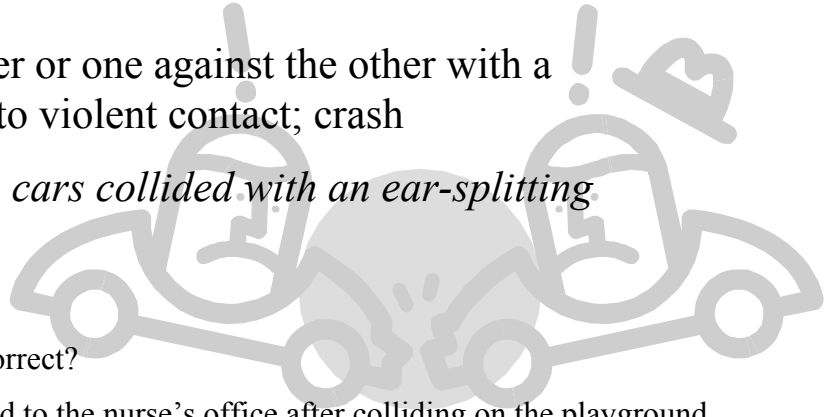 er or one against the other with a
to violent contact; crash
cars collided with an ear-splitting
orrect?
d to the nurse’s office after colliding on the playground